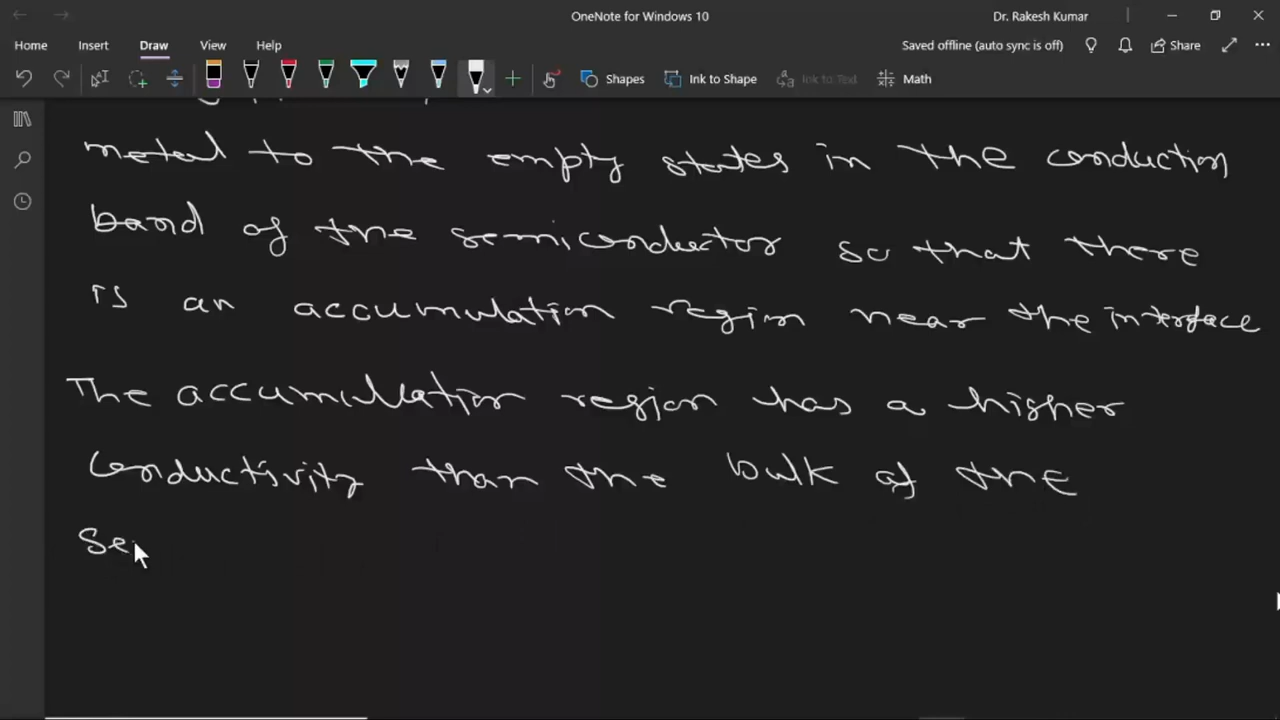 OneNote for Windows 10
Dr. Rakesh Kumar
Home Insert Draw View Help
Saved offline (auto sync is off) Share
Shapes Ink to Shape Ink to Text Math
metal to the empty states in the conduction
band of the semiconductor so that there
is an accumulation region near the interface
The accumullation region has a higher
conductivity than the bulk of the
Se